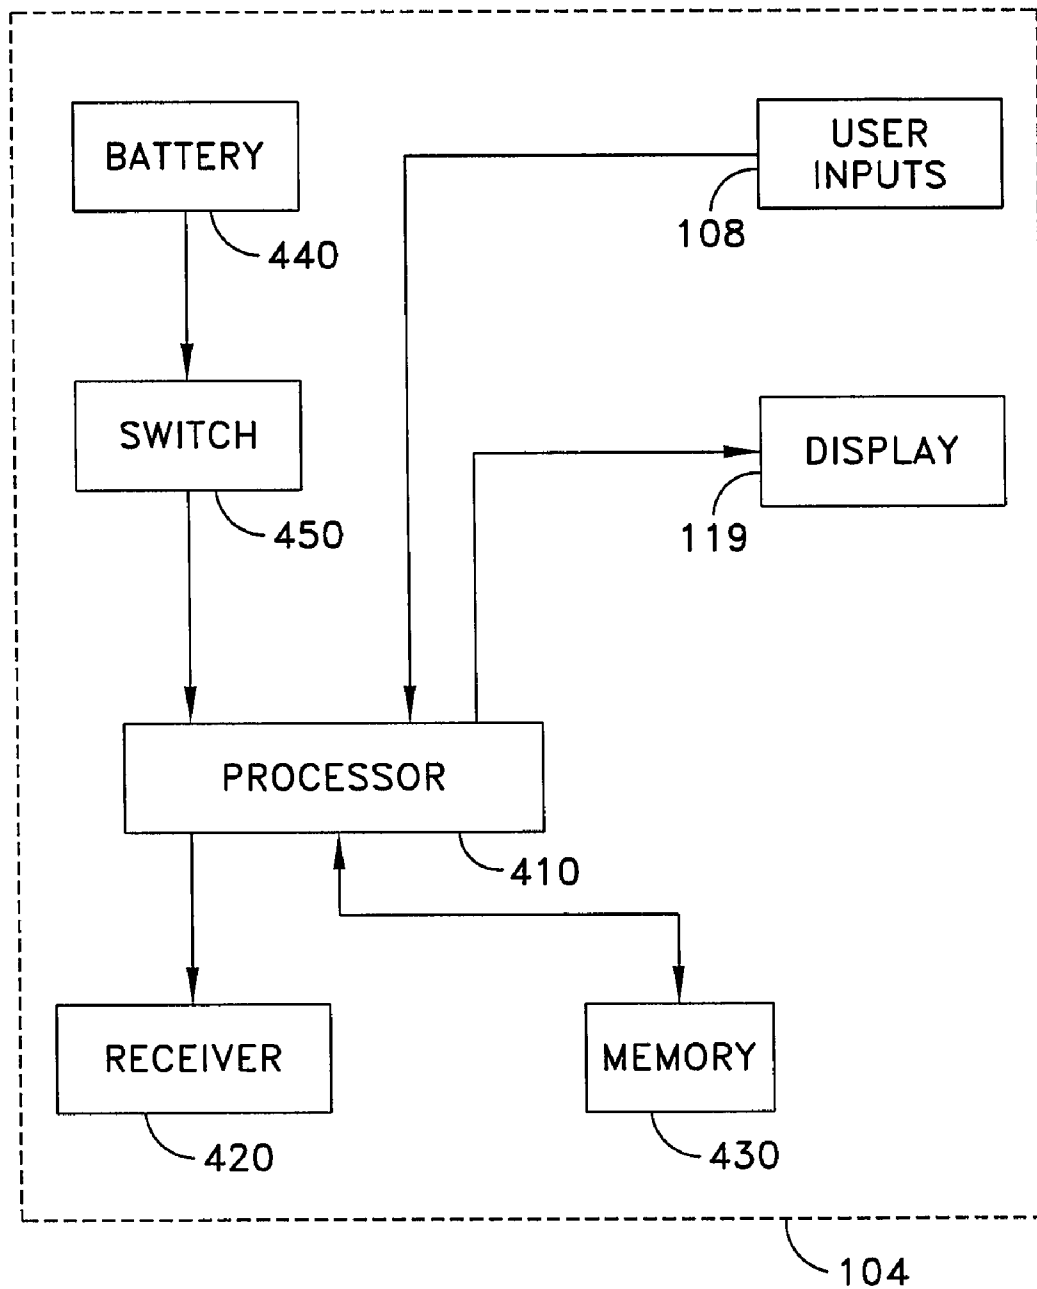 BATTERY
440
USER
INPUTS
108
SWITCH
450
DISPLAY
119
PROCESSOR
410
RECEIVER
420
MEMORY
430
104